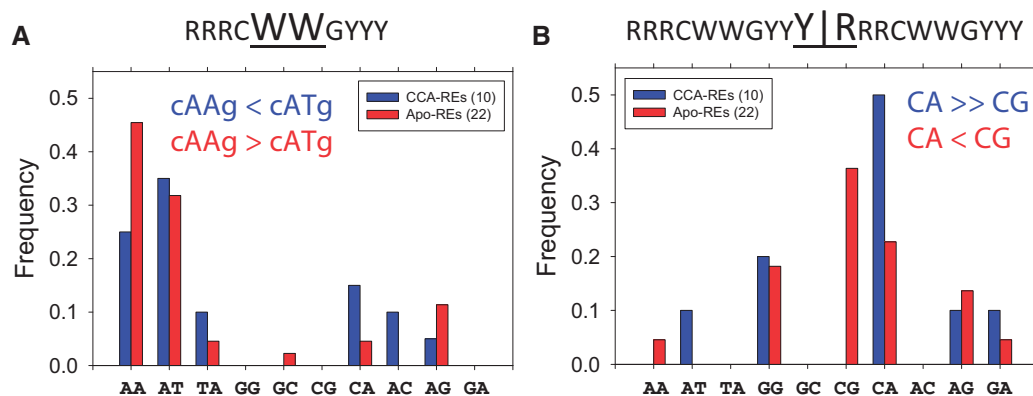 A
RRRCWWGYYY
cAAg < cATg
cAAg > cATg
CCA-REs (10)
Apo-REs (22)
Frequency
0.5
0.4
0.3
0.2
0.1
0.0
AA AT TA GG GC CG CA AC AG GA
B
RRRCWWGYYY|RRRCWWGYYY
CCA-REs (10)
Apo-REs (22)
CA >> CG
CA < CG
Frequency
0.5
0.4
0.3
0.2
0.1
0.0
AA AT TA GG GC CG CA AC AG GA